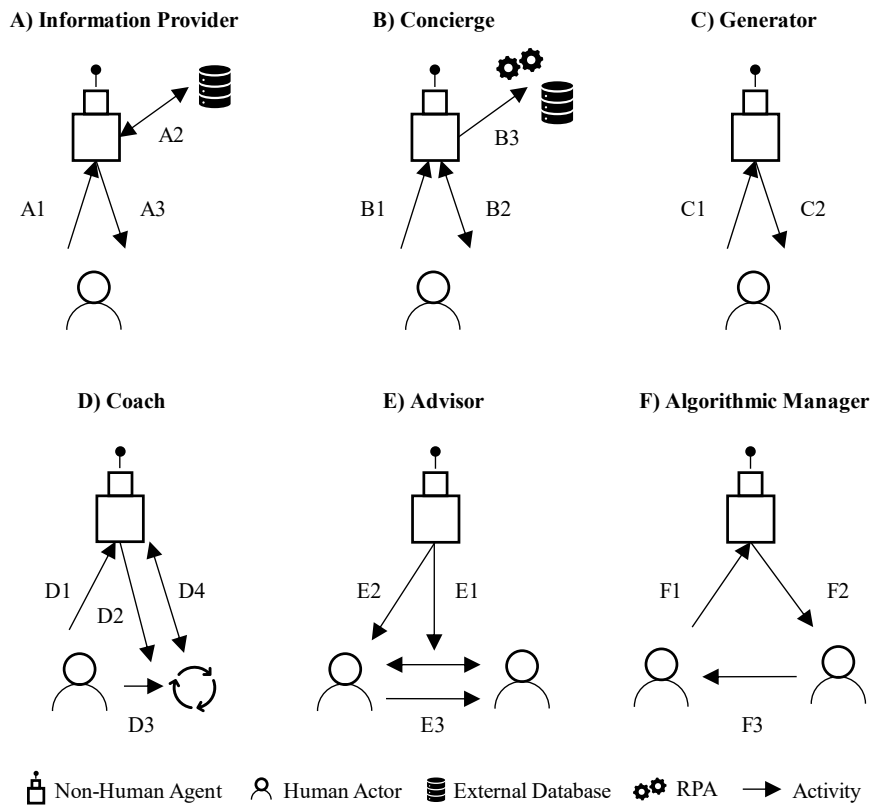 A) Information Provider
B) Concierge
C) Generator
A2
B3
A1
A3
B1
B2
C1
C2
D) Coach
E) Advisor
F) Algorithmic Manager
D1
D2
D4
E2
E1
F1
F2
D3
E3
F3
Non-Human Agent
Human Actor
External Database
RPA
Activity